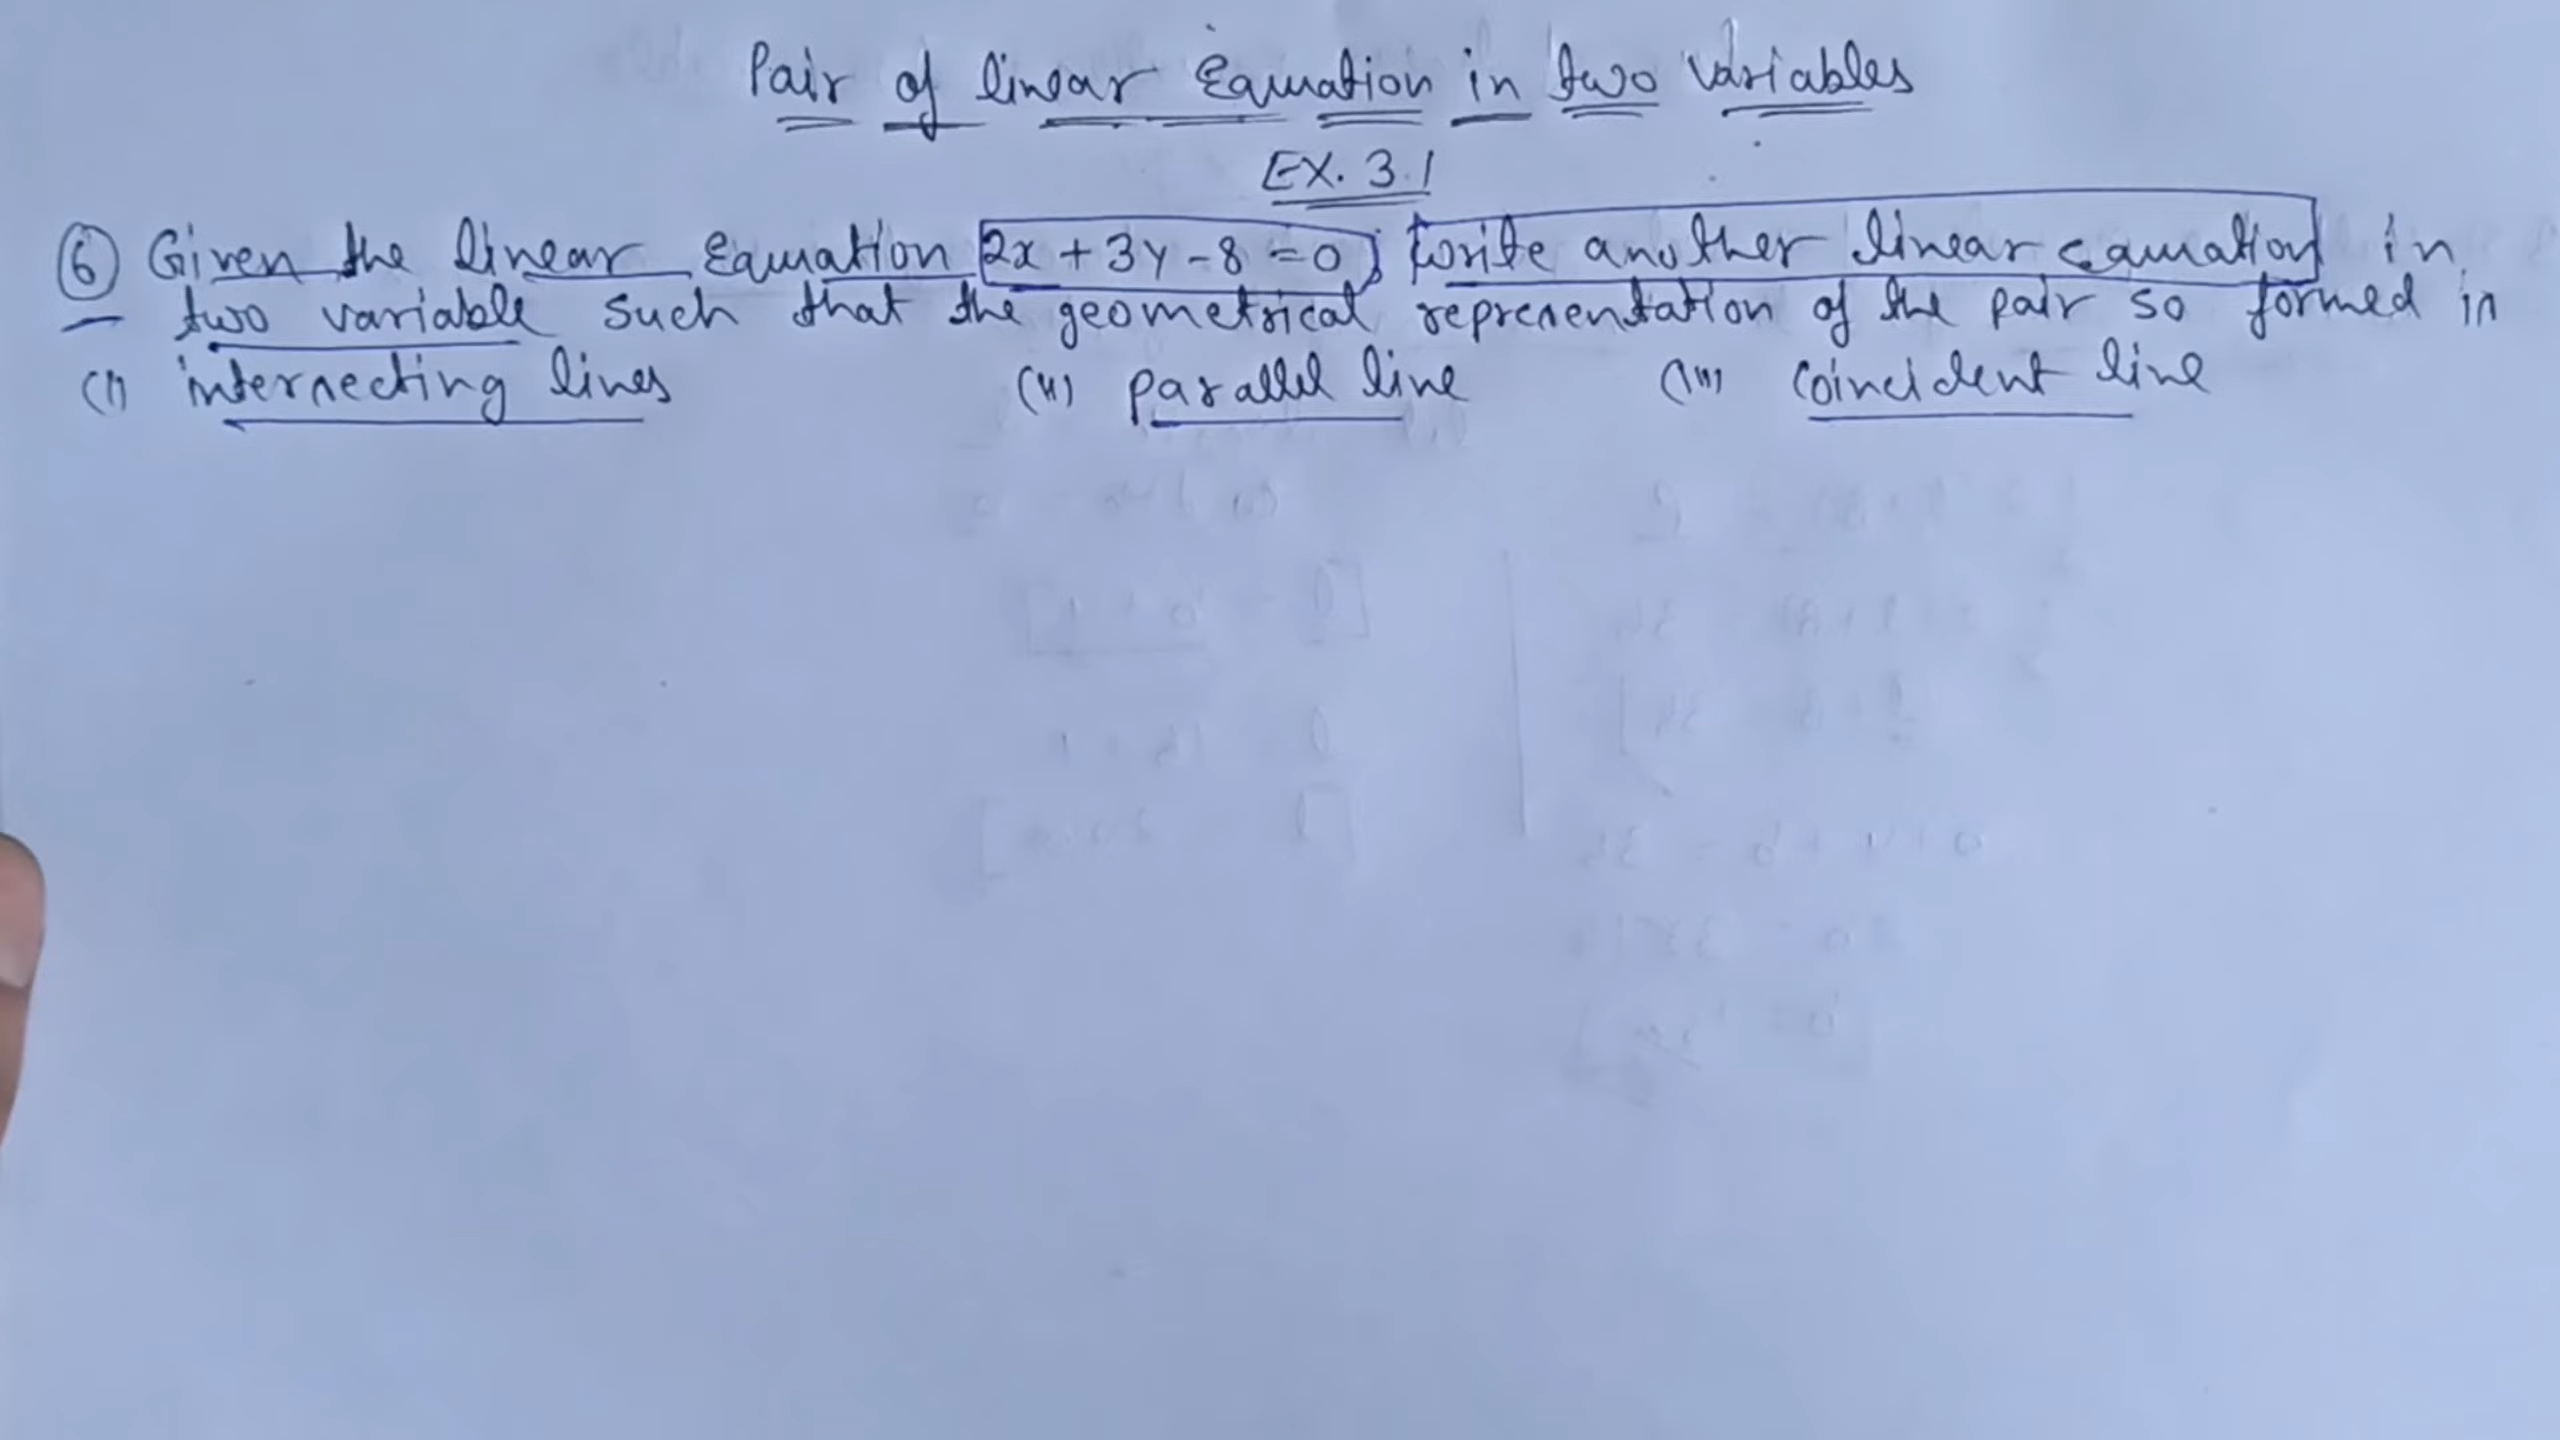 Pair of linear Equation in two variables
EX. 3.1
⑥ Given the linear Equation 2x + 3y - 8 = 0, write another linear equation in
two variable such that the geometrical representation of the pair so formed in
(i) intersecting lines (ii) parallel line (iii) coincident line